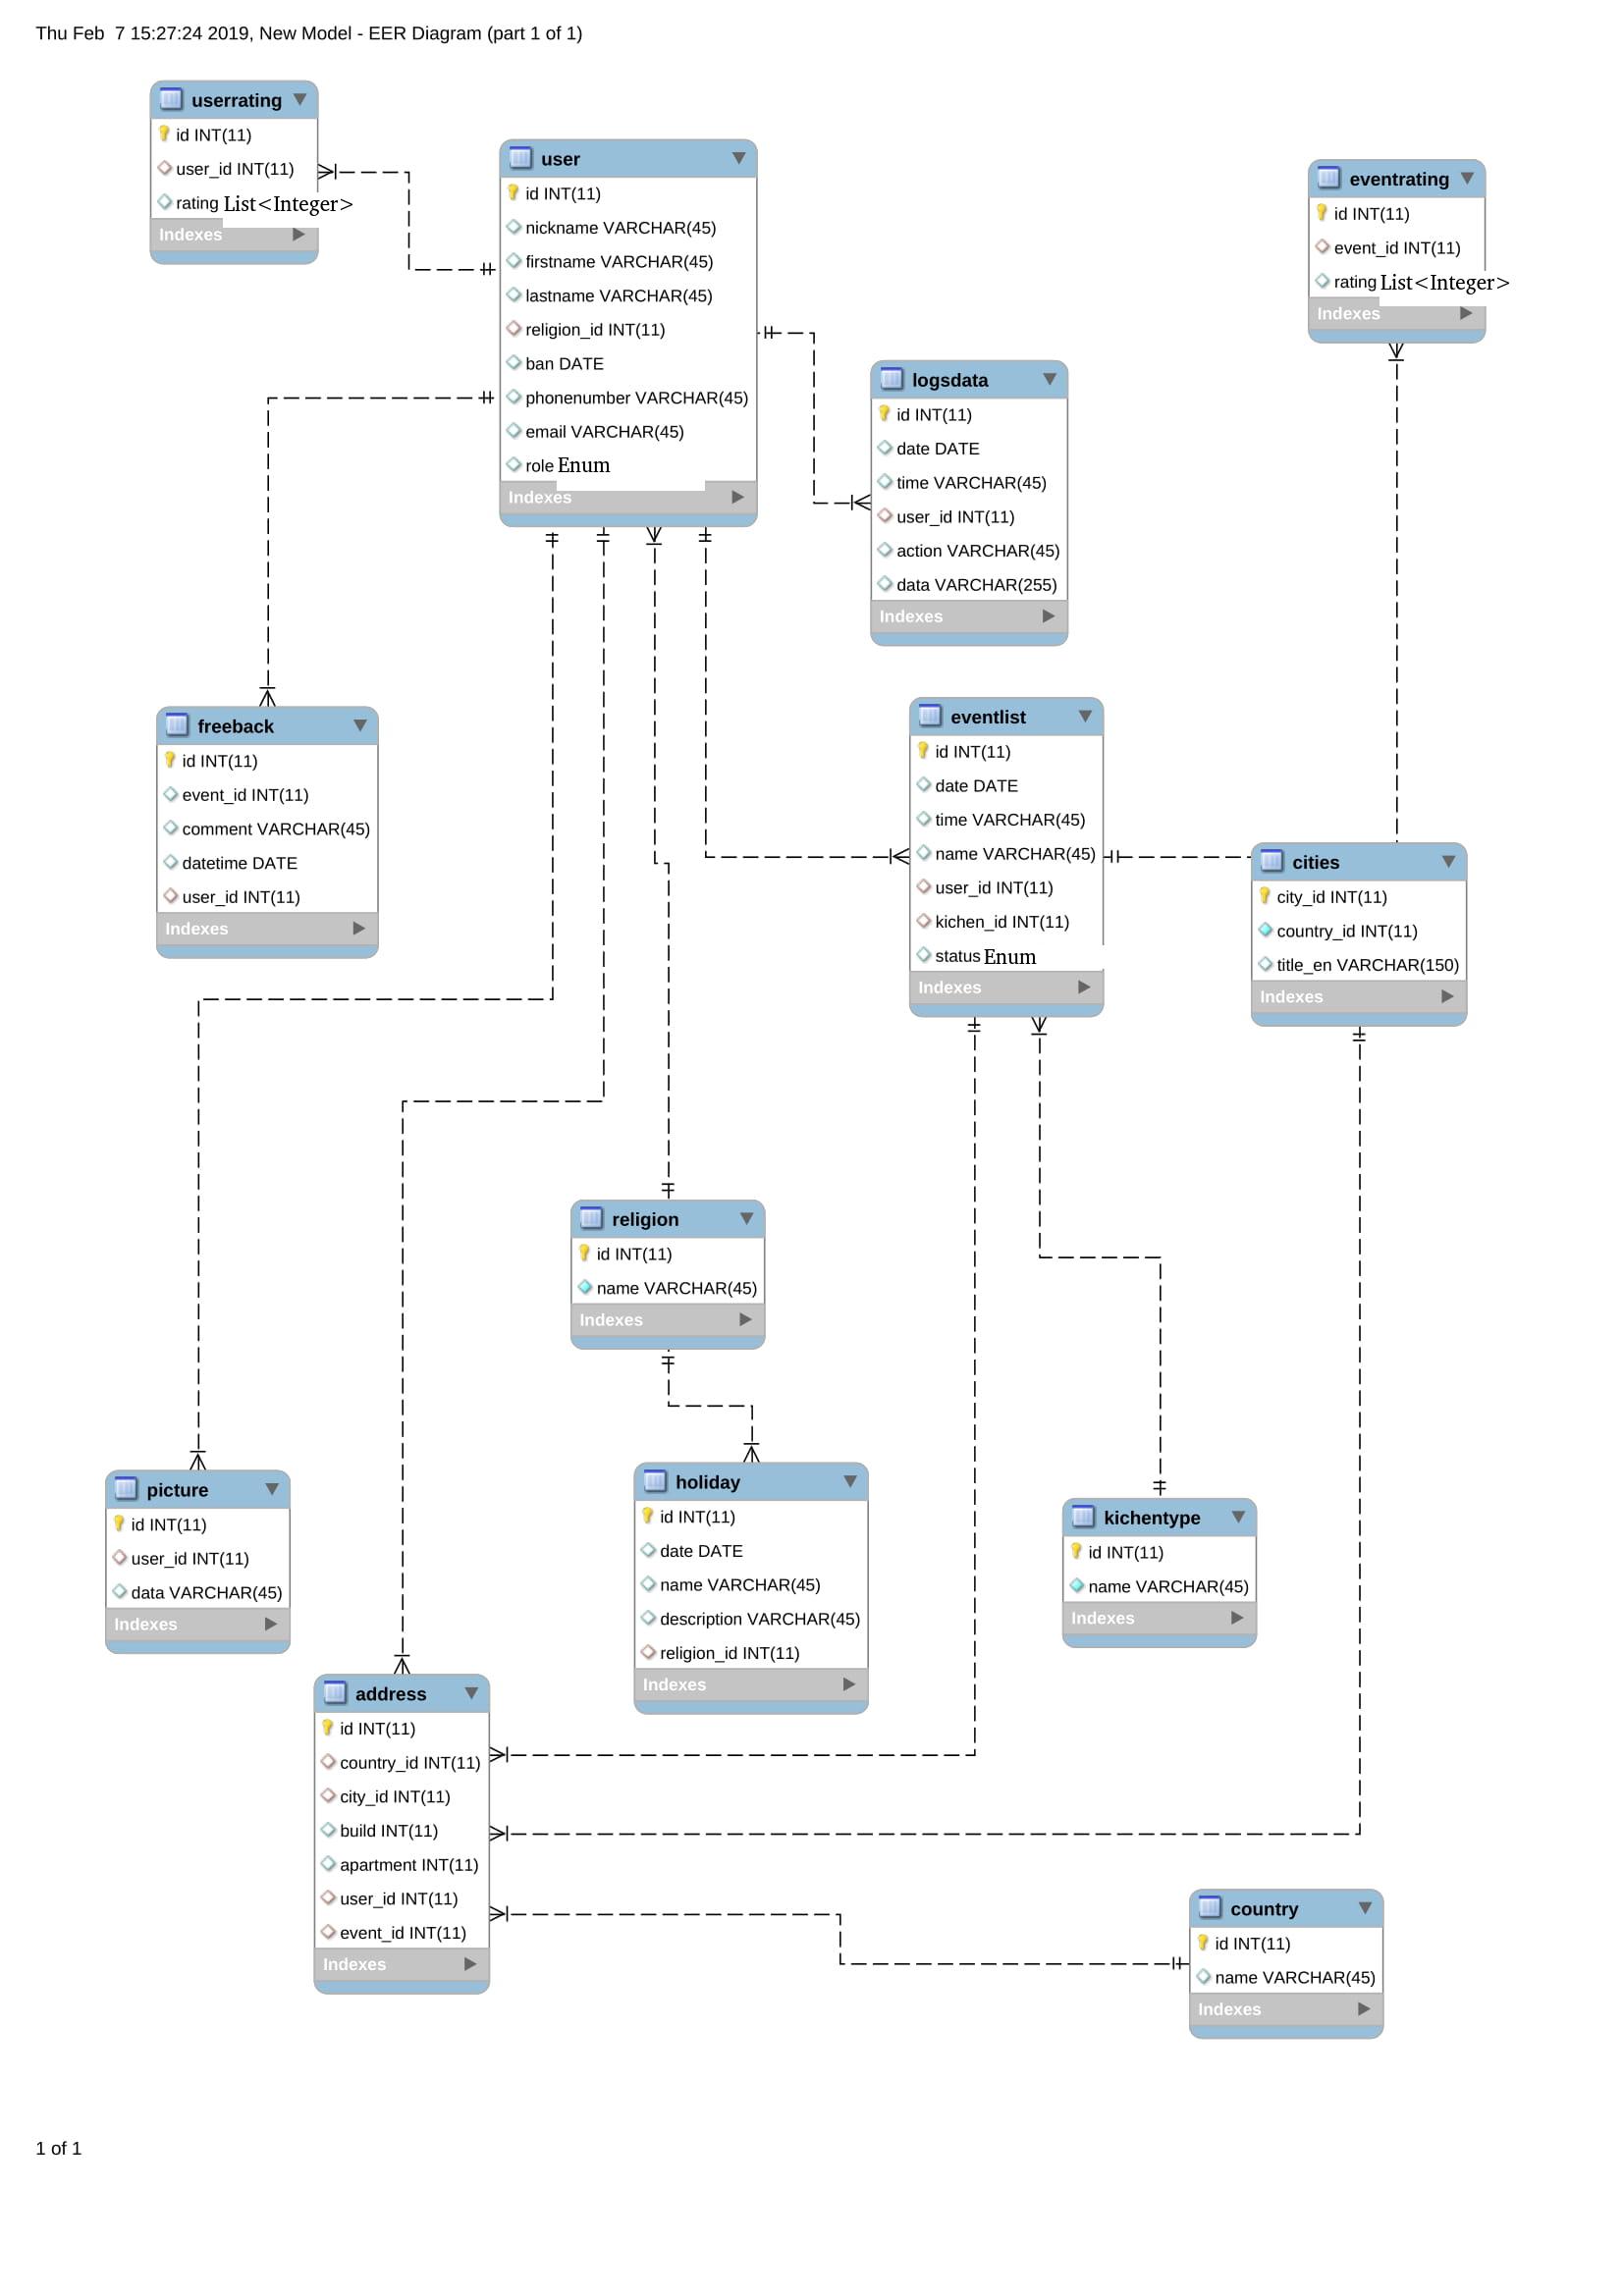 Thu Feb  7 15:27:24 2019, New Model - EER Diagram (part 1 of 1)
userrating
id INT(11)
user_id INT(11)
rating List<Integer>
Indexes
user
id INT(11)
nickname VARCHAR(45)
firstname VARCHAR(45)
lastname VARCHAR(45)
religion_id INT(11)
ban DATE
phonenumber VARCHAR(45)
email VARCHAR(45)
role Enum
Indexes
eventrating
id INT(11)
event_id INT(11)
rating List<Integer>
Indexes
logsdata
id INT(11)
date DATE
time VARCHAR(45)
user_id INT(11)
action VARCHAR(45)
data VARCHAR(255)
Indexes
freeback
id INT(11)
event_id INT(11)
comment VARCHAR(45)
datetime DATE
user_id INT(11)
Indexes
eventlist
id INT(11)
date DATE
time VARCHAR(45)
name VARCHAR(45)
user_id INT(11)
kichen_id INT(11)
status Enum
Indexes
cities
city_id INT(11)
country_id INT(11)
title_en VARCHAR(150)
Indexes
religion
id INT(11)
name VARCHAR(45)
Indexes
picture
id INT(11)
user_id INT(11)
data VARCHAR(45)
Indexes
holiday
id INT(11)
date DATE
name VARCHAR(45)
description VARCHAR(45)
religion_id INT(11)
Indexes
kichentype
id INT(11)
name VARCHAR(45)
Indexes
address
id INT(11)
country_id INT(11)
city_id INT(11)
build INT(11)
apartment INT(11)
user_id INT(11)
event_id INT(11)
Indexes
country
id INT(11)
name VARCHAR(45)
Indexes
1 of 1